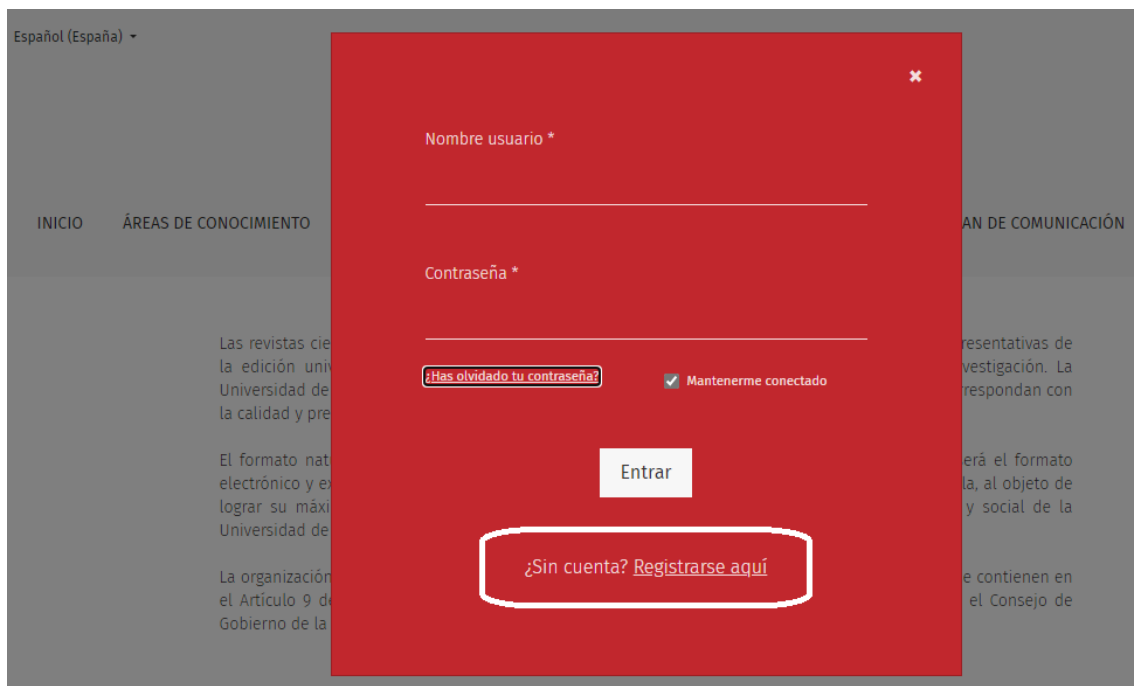 Español (España)
Nombre usuario *
INICIO ÁREAS DE CONOCIMIENTO AN DE COMUNICACIÓN
Contraseña *
Las revistas cie resentativas de
la edición univ vestigación. La
Universidad de rrespondan con
la calidad y pre
¿Has olvidado tu contraseña? Mantenerme conectado
El formato nat erá el formato
electrónico y ex la, al objeto de
lograr su máxi y social de la
Universidad de
Entrar
¿Sin cuenta? Registrarse aquí
La organización e contienen en
el Artículo 9 de el Consejo de
Gobierno de la